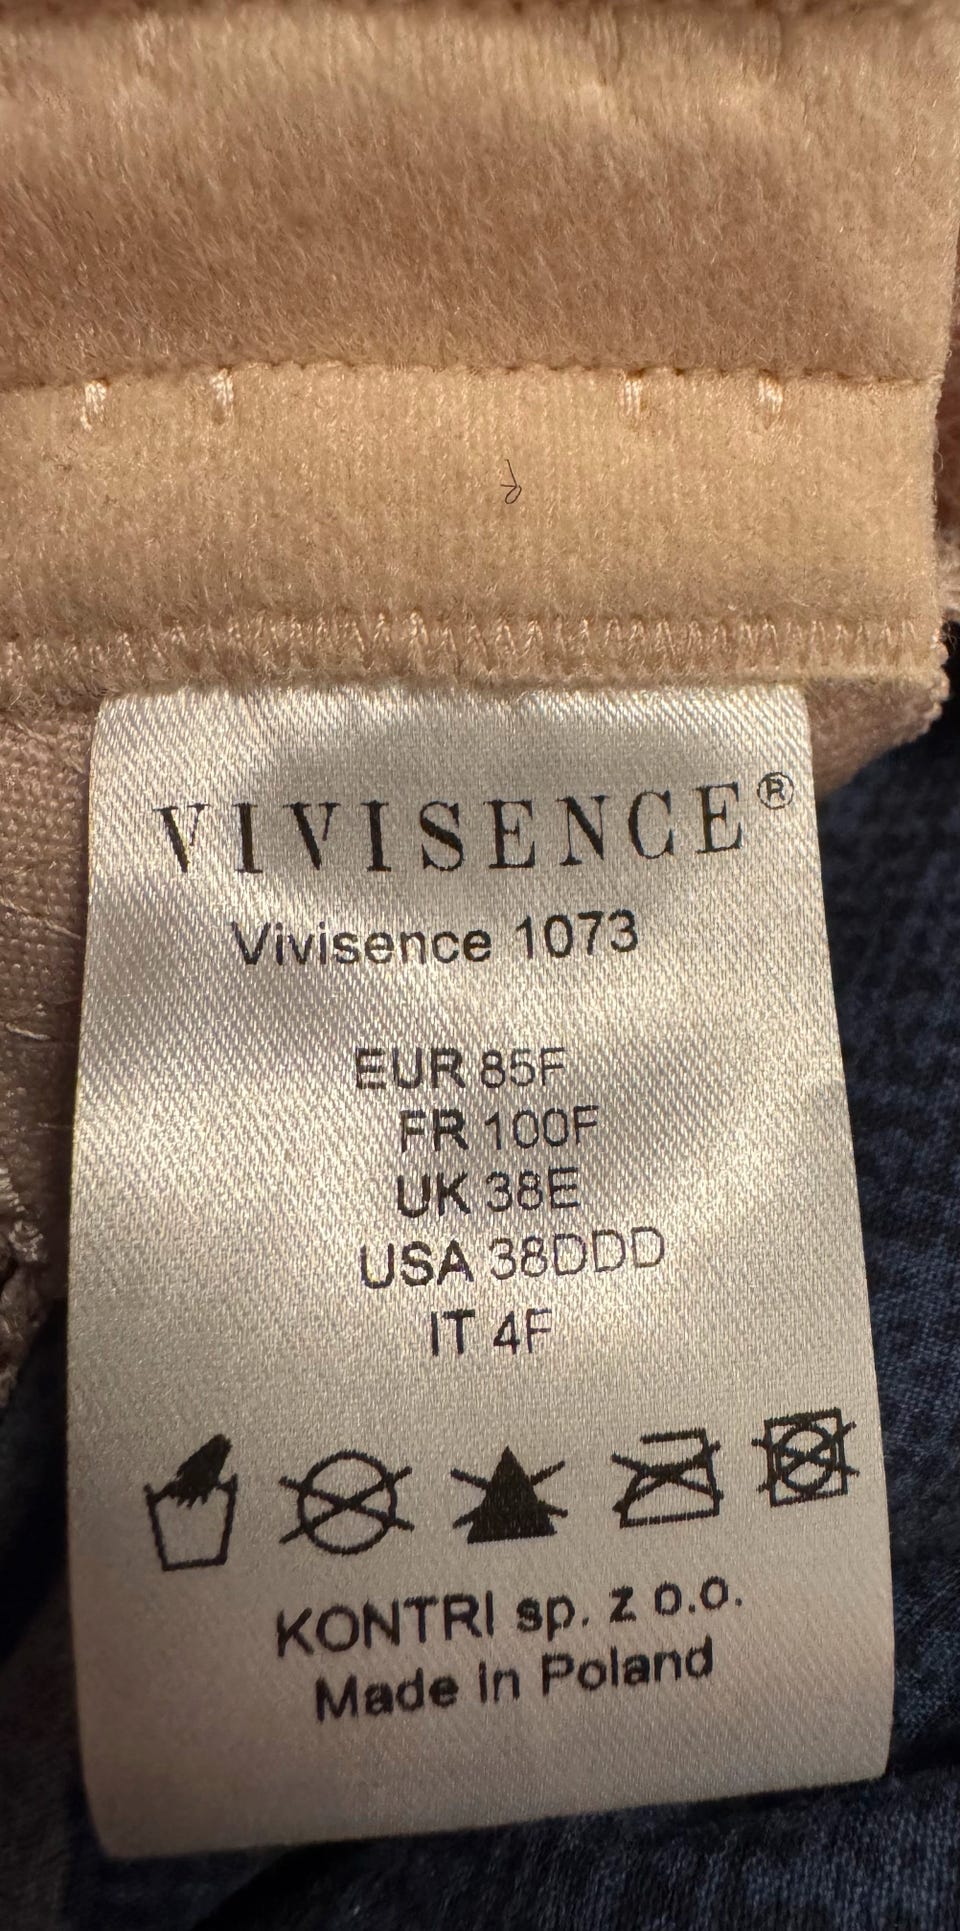 VIVISENCE®
Vivisence 1073
EUR 85F
FR 100F
UK 38E
USA 38DDD
IT 4F
KONTRI sp. z o.o.
Made in Poland